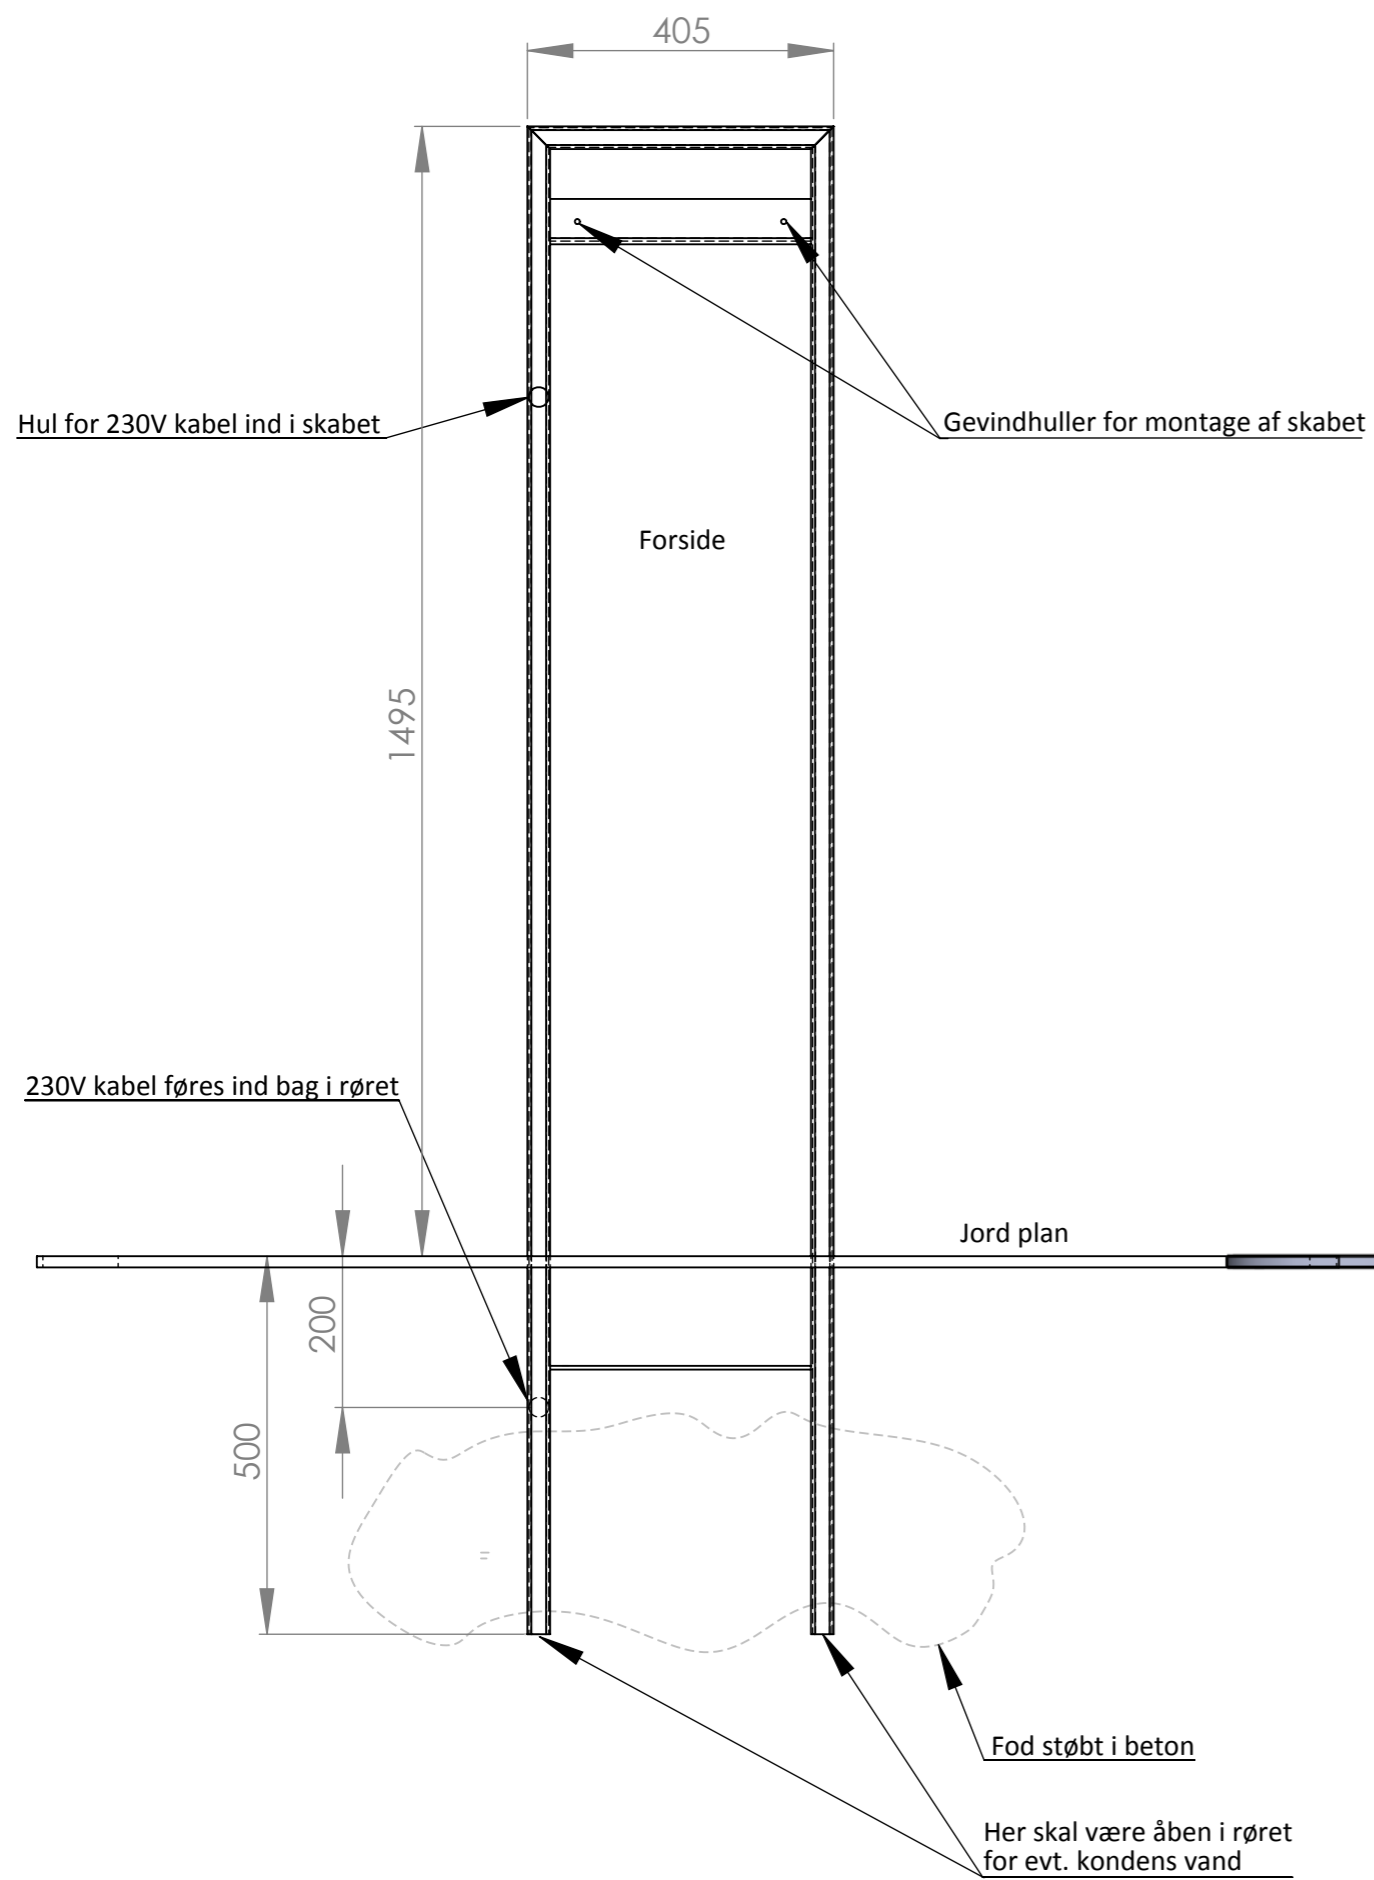 405
Hul for 230V kabel ind i skabet
Gevindhuller for montage af skabet
Forside
1495
230V kabel føres ind bag i røret
Jord plan
200
500
Fod støbt i beton
Her skal være åben i røret
for evt. kondens vand